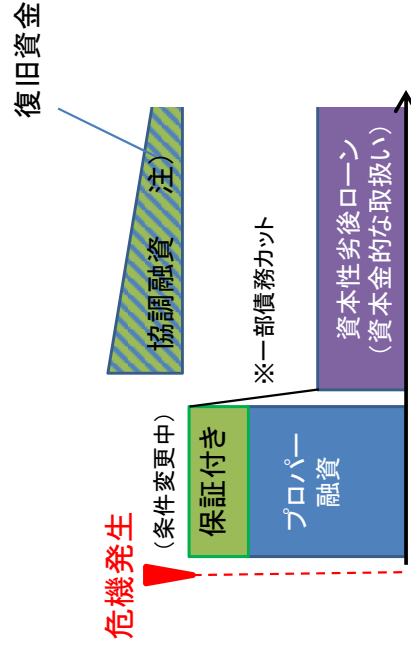 危機発生
(条件変更中)
保証付き
プロパー
融資
※一部債務カット
協調融資 注)
復旧資金
資本性劣後ローン
(資本金的な取扱い)